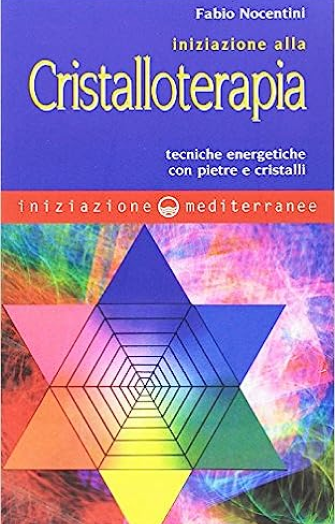 Fabio Nocentini
iniziazione alla
Cristalloterapia
tecniche energetiche
con pietre e cristalli
iniziazione mediterranee